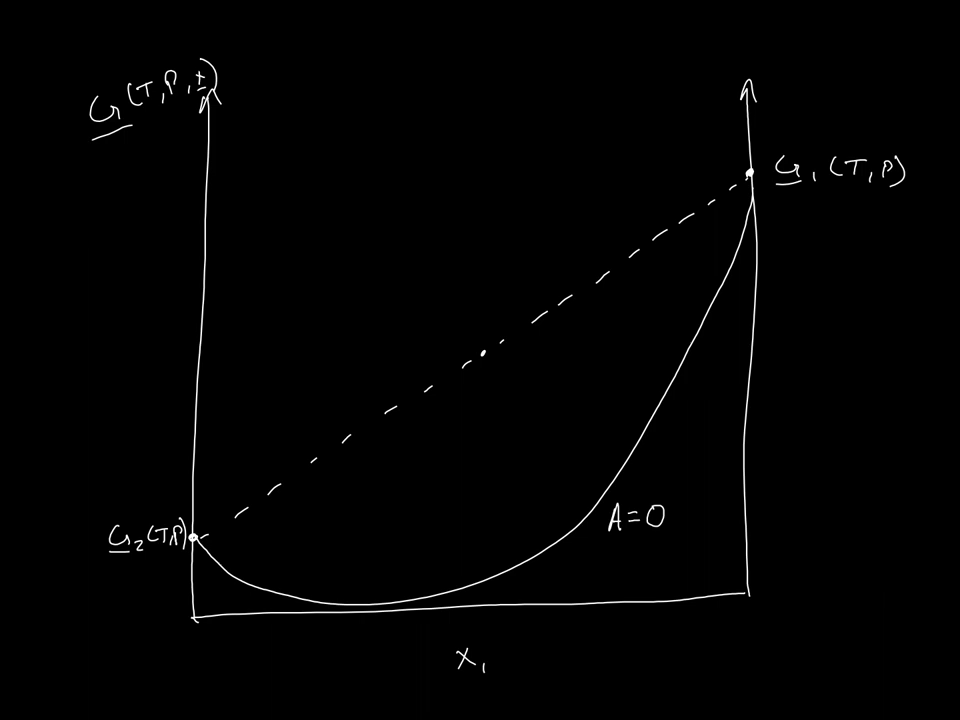 G(T,P,x)
G₁(T,P)
G₂(T,P)
A=0
x₁